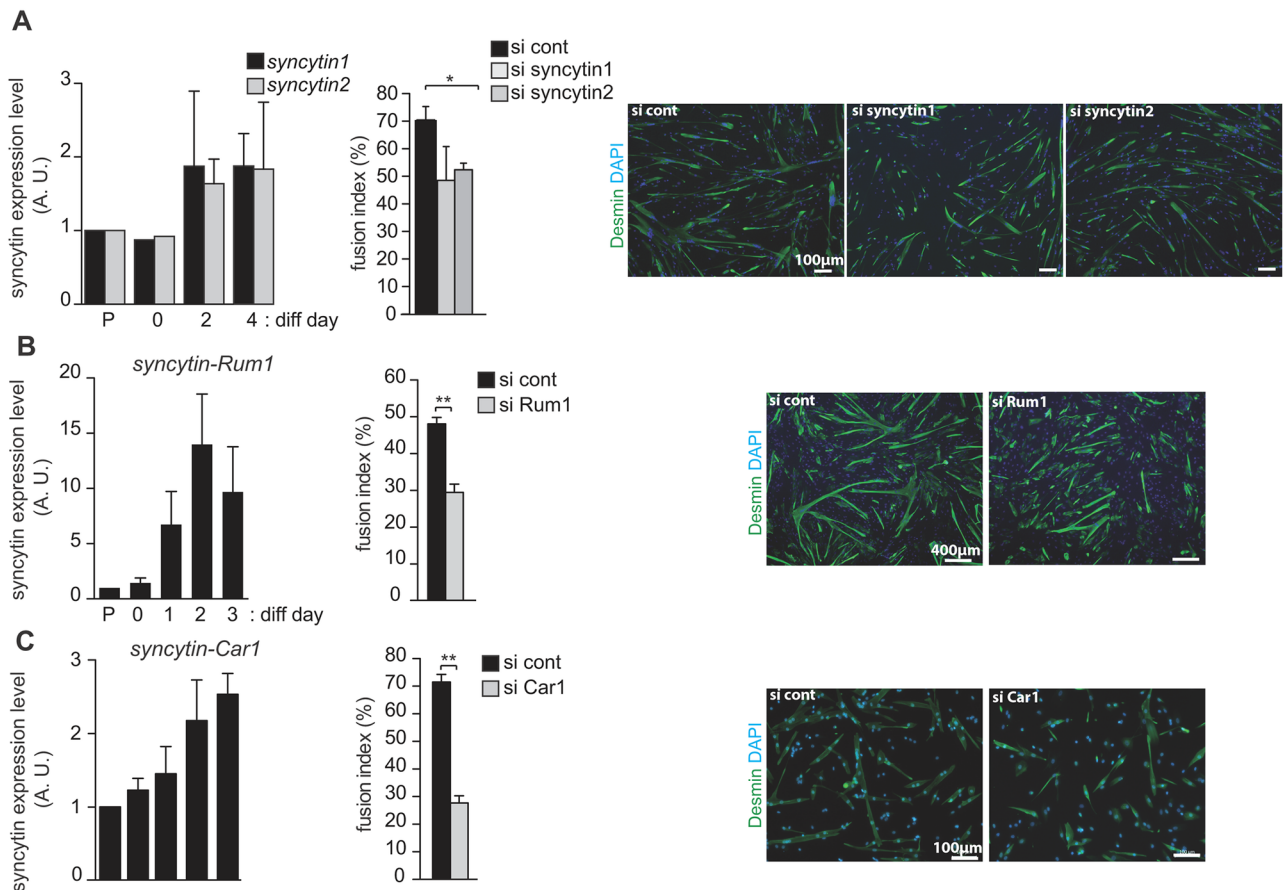 A
syncytin expression level
(A. U.)
3
2
1
0
syncytin1
syncytin2
P 0 2 4 : diff day
fusion index (%)
80
70
60
50
40
30
20
10
0
*
si cont
si syncytin1
si syncytin2
Desmin DAPI
si cont
100µm
si syncytin1
si syncytin2
B
syncytin-Rum1
syncytin expression level
(A. U.)
20
15
10
5
0
P 0 1 2 3 : diff day
fusion index (%)
60
50
40
30
20
10
0
**
si cont
si Rum1
Desmin DAPI
si cont
400µm
si Rum1
C
syncytin-Car1
syncytin expression level
(A. U.)
3
2
1
0
fusion index (%)
80
70
60
50
40
30
20
10
0
**
si cont
si Car1
Desmin DAPI
si cont
100µm
si Car1